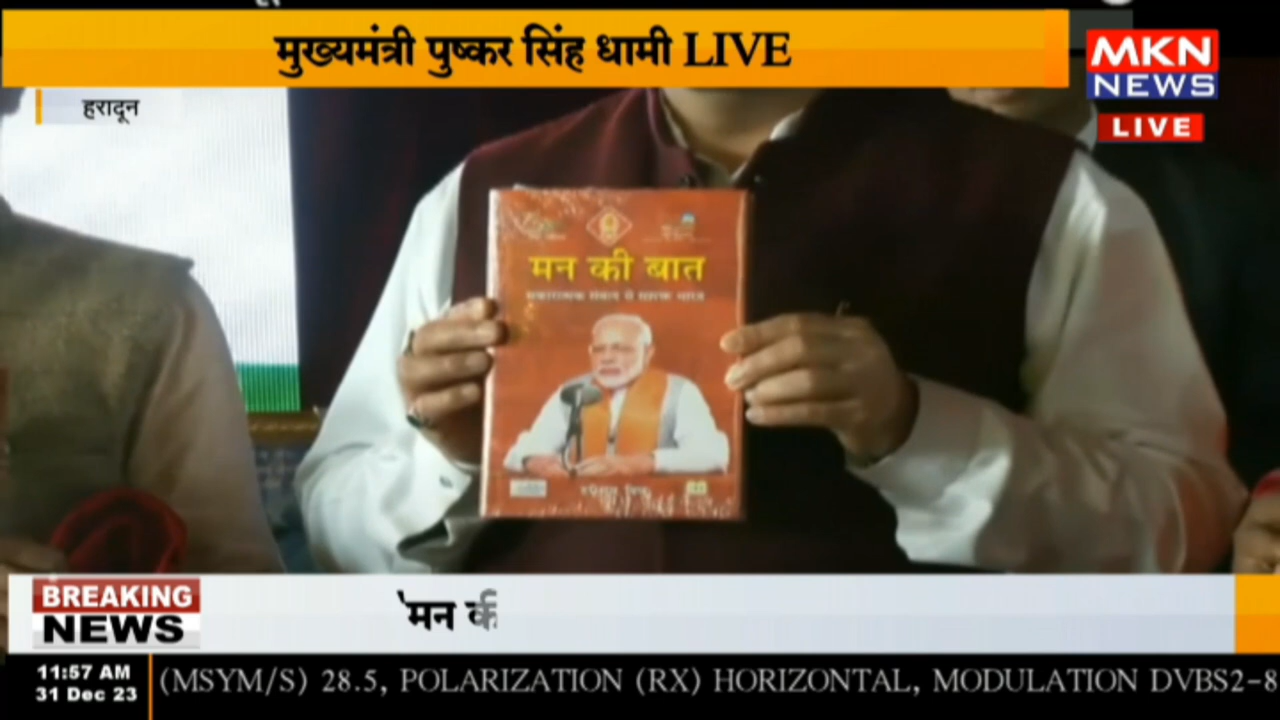 मुख्यमंत्री पुष्कर सिंह धामी LIVE
MKN
NEWS
LIVE
हरादून
मन की बात
BREAKING
NEWS
'मन की
11:57 AM
31 Dec 23
(MSYM/S) 28.5, POLARIZATION (RX) HORIZONTAL, MODULATION DVBS2-8